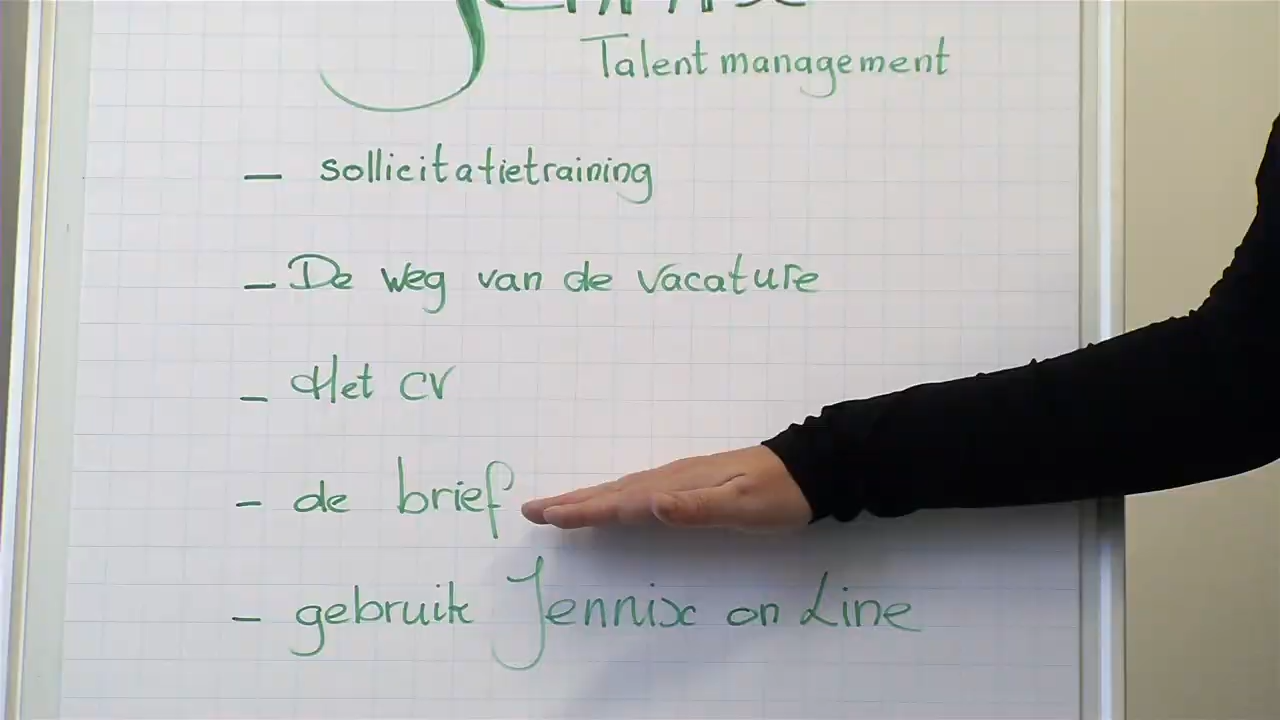 Talent management
- sollicitatietraining
- De weg van de vacature
- Het CV
- de brief
- gebruik Jennix on Line